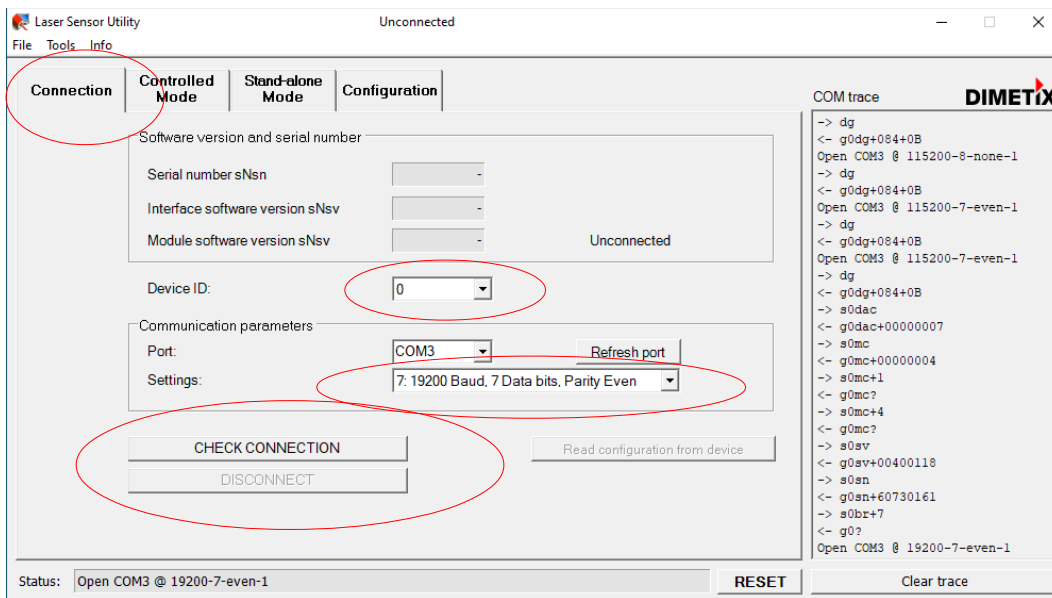 Laser Sensor Utility Unconnected
File Tools Info
Connection Controlled Mode Stand-alone Mode Configuration
Software version and serial number
Serial number sNsn -
Interface software version sNsv -
Module software version sNsv - Unconnected
Device ID: 0
Communication parameters
Port: COM3 Refresh port
Settings: 7: 19200 Baud, 7 Data bits, Parity Even
CHECK CONNECTION Read configuration from device
DISCONNECT
Status: Open COM3 @ 19200-7-even-1 RESET
COM trace DIMETIX
-> dg
<- g0dg+084+0B
Open COM3 @ 115200-8-none-1
-> dg
<- g0dg+084+0B
Open COM3 @ 115200-7-even-1
-> dg
<- g0dg+084+0B
Open COM3 @ 115200-7-even-1
-> dg
<- g0dg+084+0B
-> s0dac
<- g0dac+00000007
-> s0mc
<- g0mc+00000004
-> s0mc+1
<- g0mc?
-> s0mc+4
<- g0mc?
-> s0sv
<- g0sv+00400118
-> s0sn
<- g0sn+60730161
-> s0br+7
<- g0?
Open COM3 @ 19200-7-even-1
Clear trace